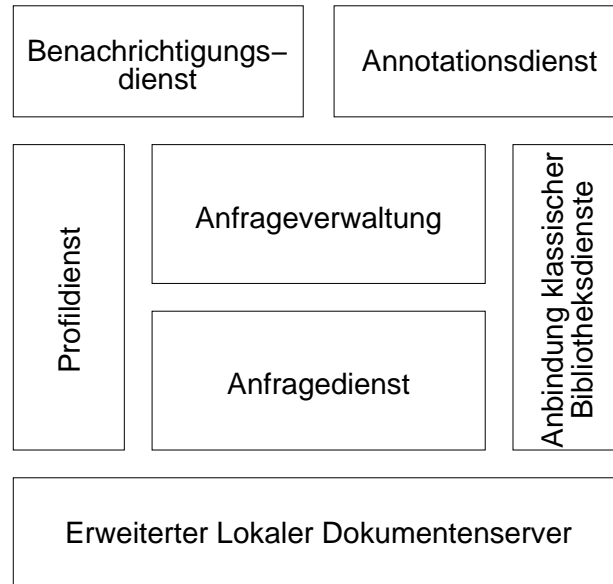 Benachrichtigungs–
dienst
Annotationsdienst
Profildienst
Anfrageverwaltung
Anfragedienst
Anbindung klassischer
Bibliotheksdienste
Erweiterter Lokaler Dokumentenserver